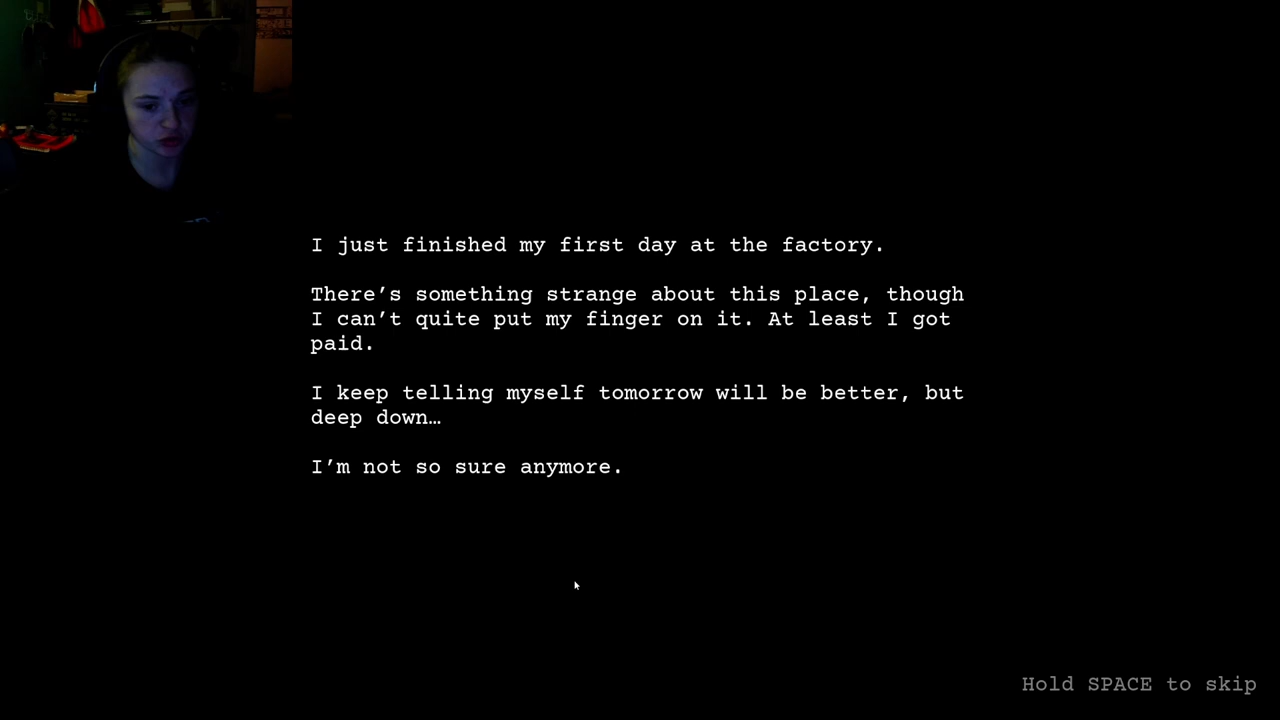 I just finished my first day at the factory.
There’s something strange about this place, though
I can’t quite put my finger on it. At least I got
paid.
I keep telling myself tomorrow will be better, but
deep down…
I’m not so sure anymore.
Hold SPACE to skip